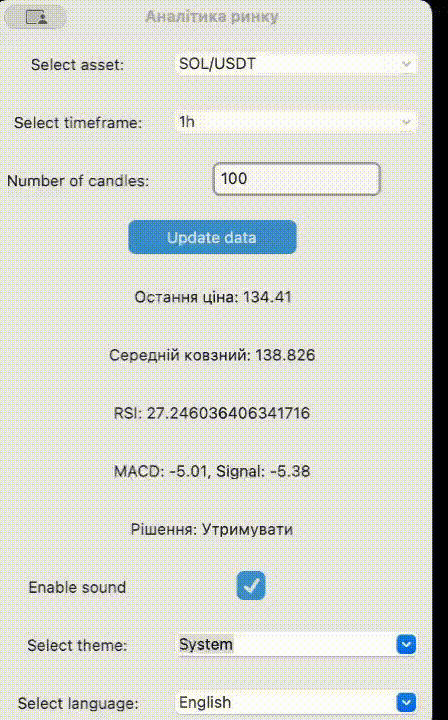 Аналітика ринку
Select asset: SOL/USDT
Select timeframe: 1h
Number of candles: 100
Update data
Остання ціна: 134.41
Середній ковзний: 138.826
RSI: 27.246036406341716
MACD: -5.01, Signal: -5.38
Рішення: Утримувати
Enable sound
Select theme: System
Select language: English